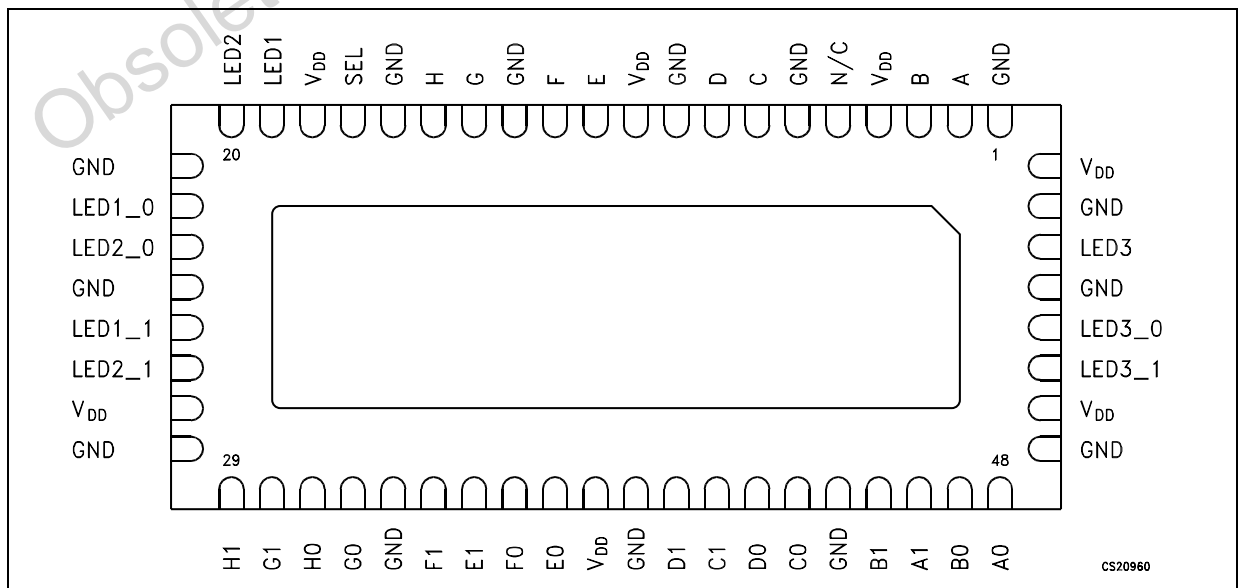 Obsole
LED2
LED1
VDD
SEL
GND
H
G
GND
F
E
VDD
GND
D
C
GND
N/C
VDD
B
A
GND
20
1
GND
LED1_0
LED2_0
GND
LED1_1
LED2_1
VDD
GND
VDD
GND
LED3
GND
LED3_0
LED3_1
VDD
GND
29
48
H1
G1
H0
G0
GND
F1
E1
F0
E0
VDD
GND
D1
C1
D0
C0
GND
B1
A1
B0
A0
CS20960